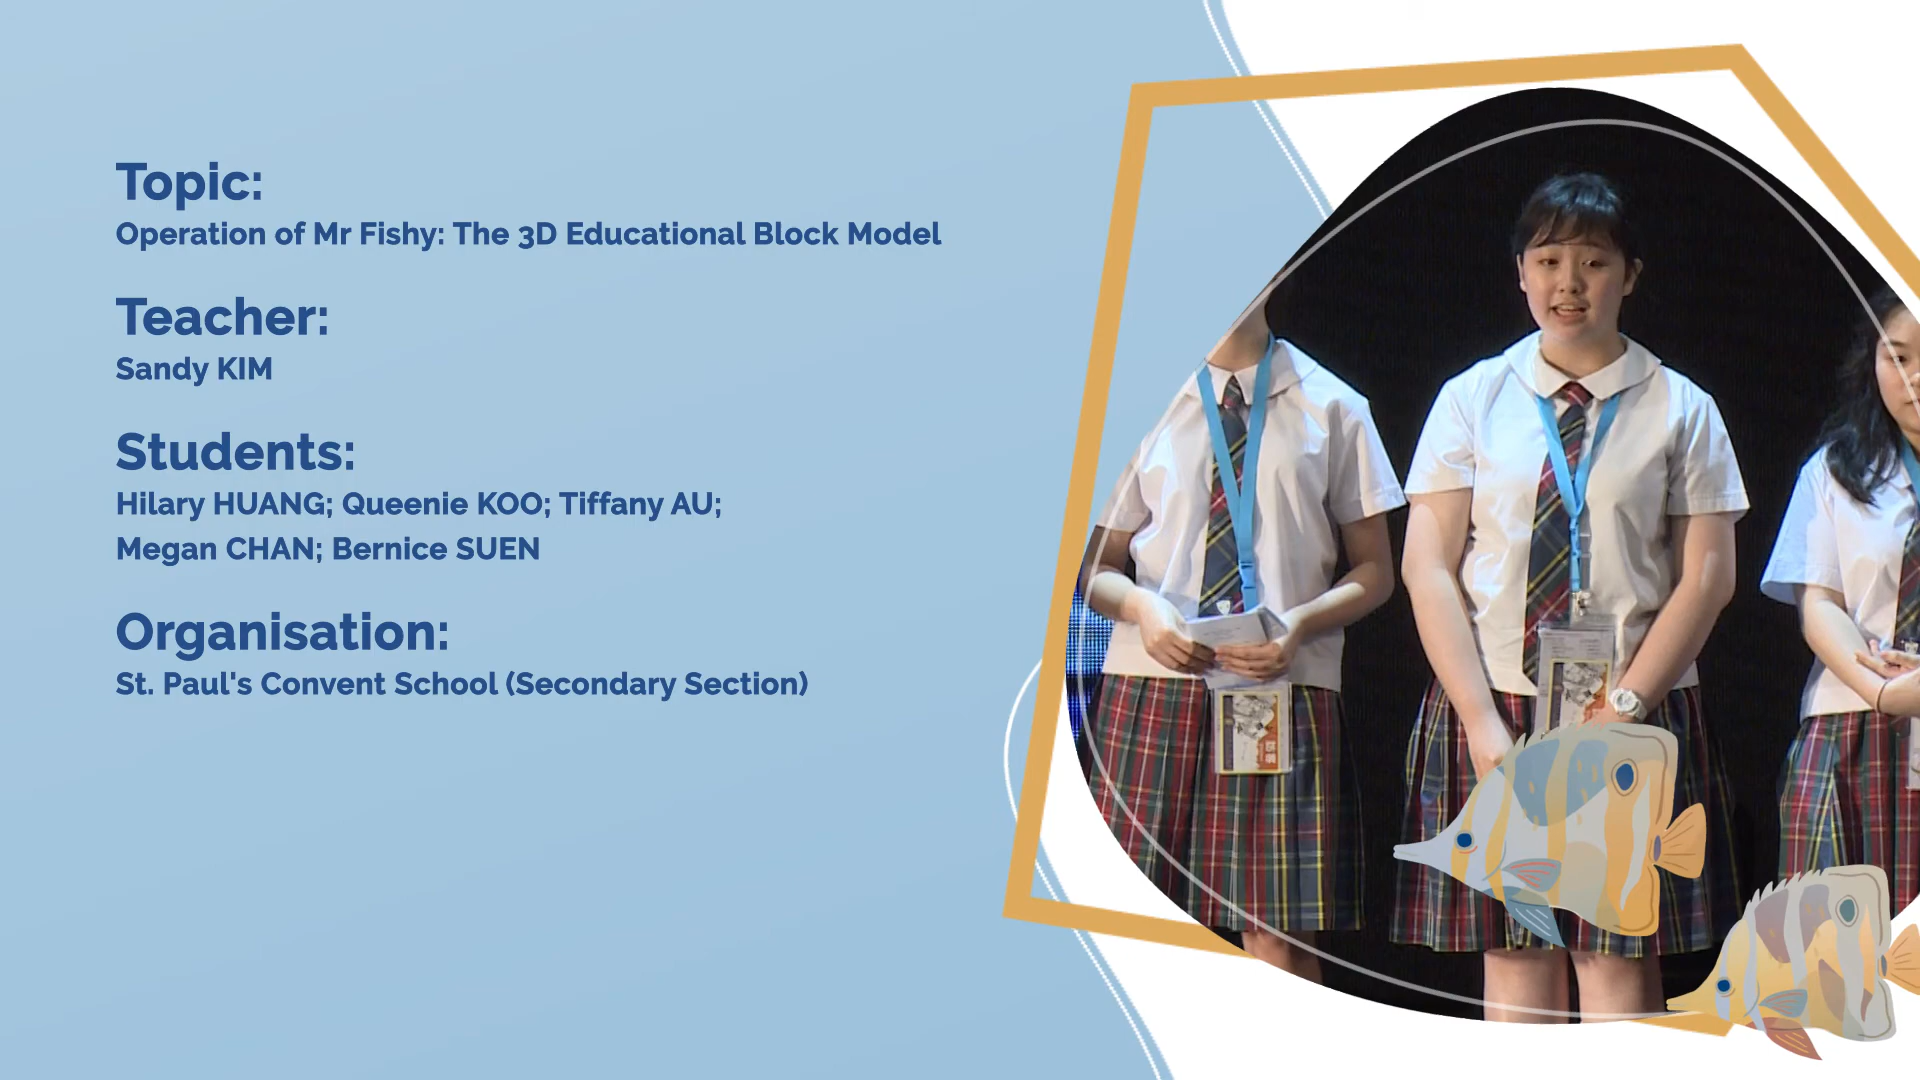 Topic:
Operation of Mr Fishy: The 3D Educational Block Model
Teacher:
Sandy KIM
Students:
Hilary HUANG; Queenie KOO; Tiffany AU;
Megan CHAN; Bernice SUEN
Organisation:
St. Paul's Convent School (Secondary Section)